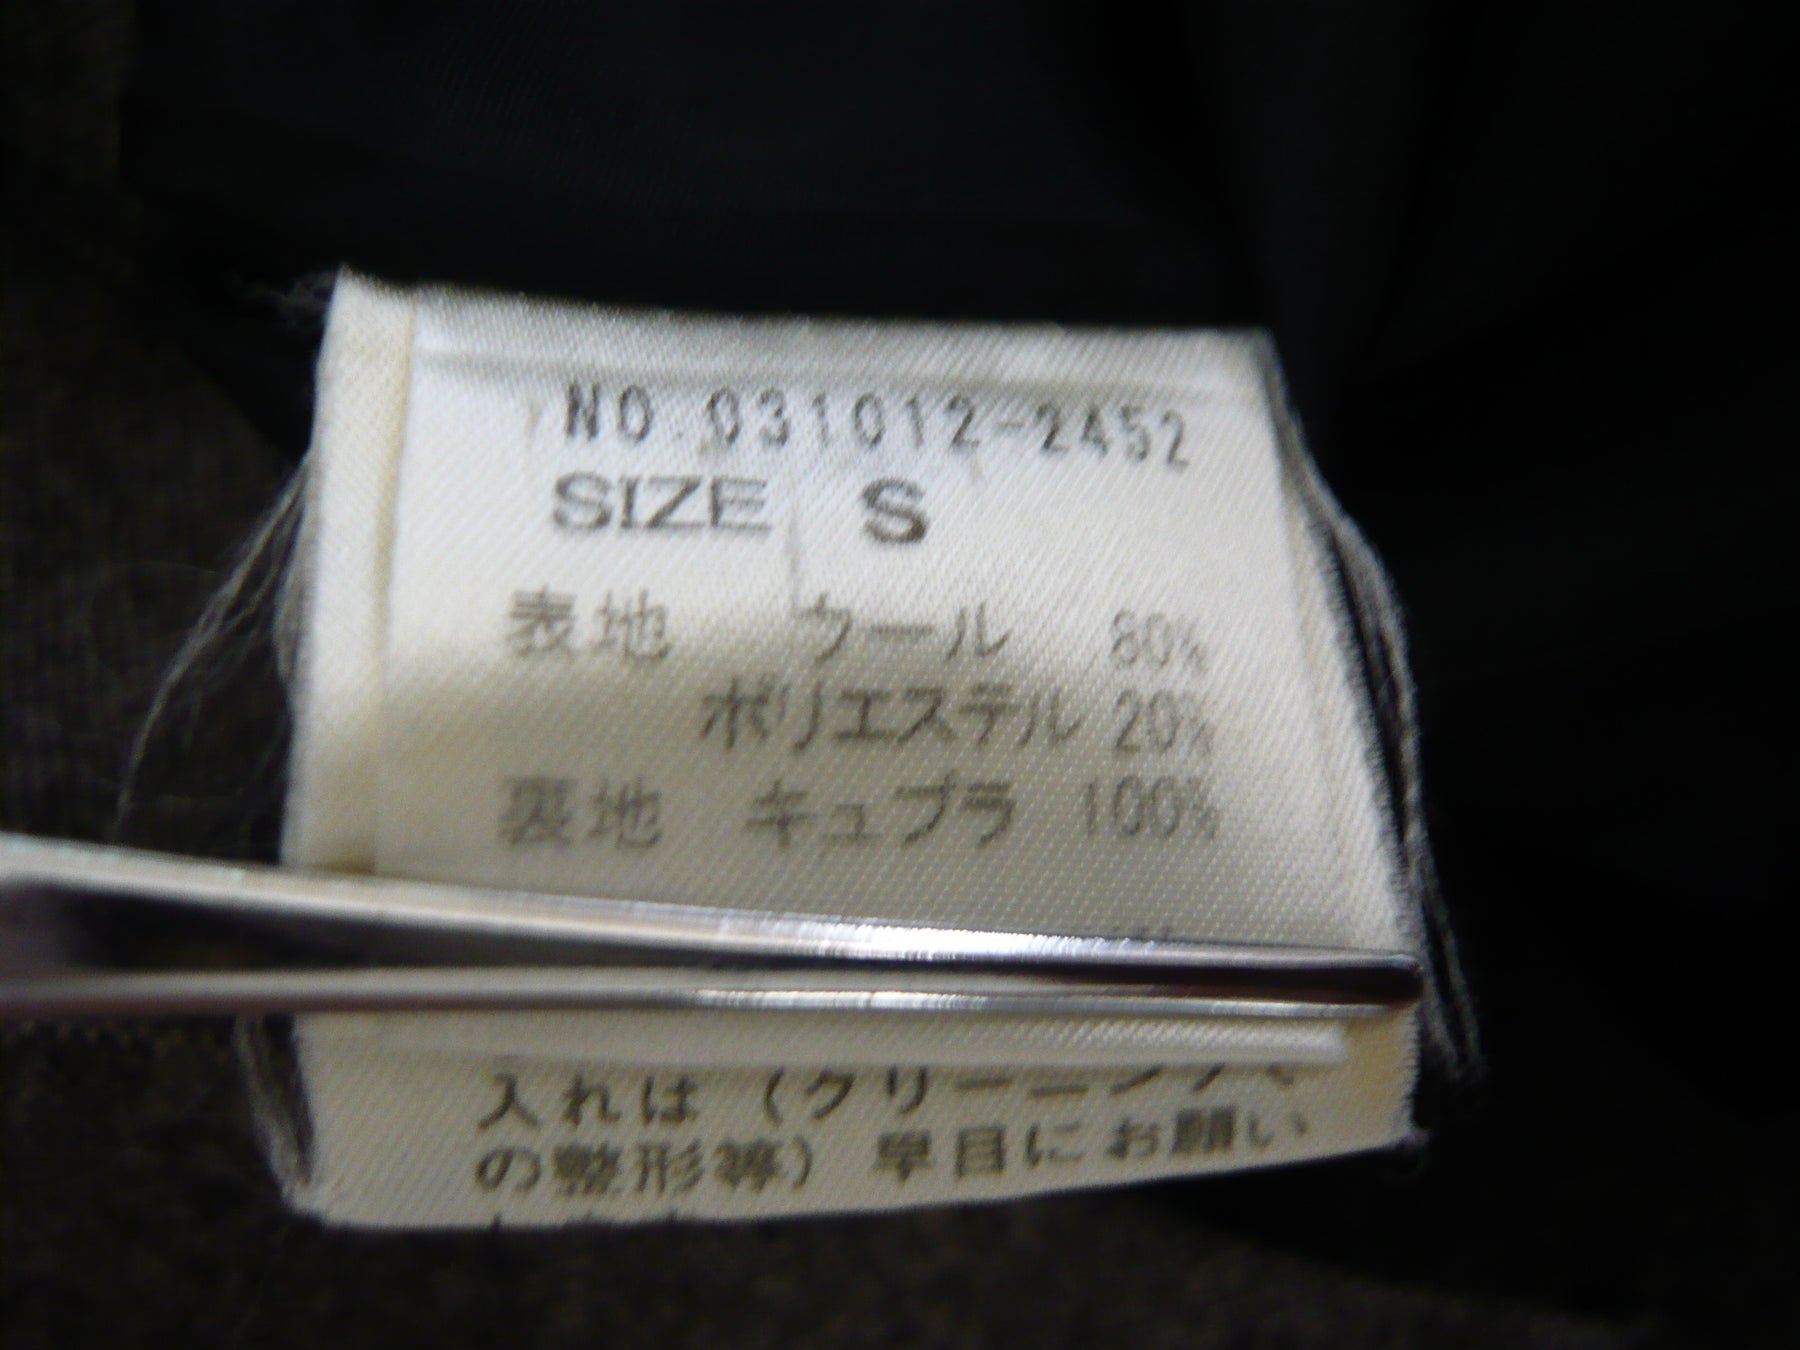 NO.031012-2452
SIZE S
表地 ウール 80%
ポリエステル 20%
裏地 キュプラ 100%
入れは(クリーニング、
の整形等)早目にお願い